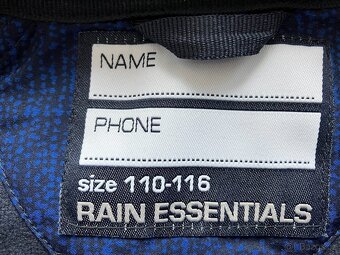 NAME
PHONE
size 110-116
RAIN ESSENTIALS